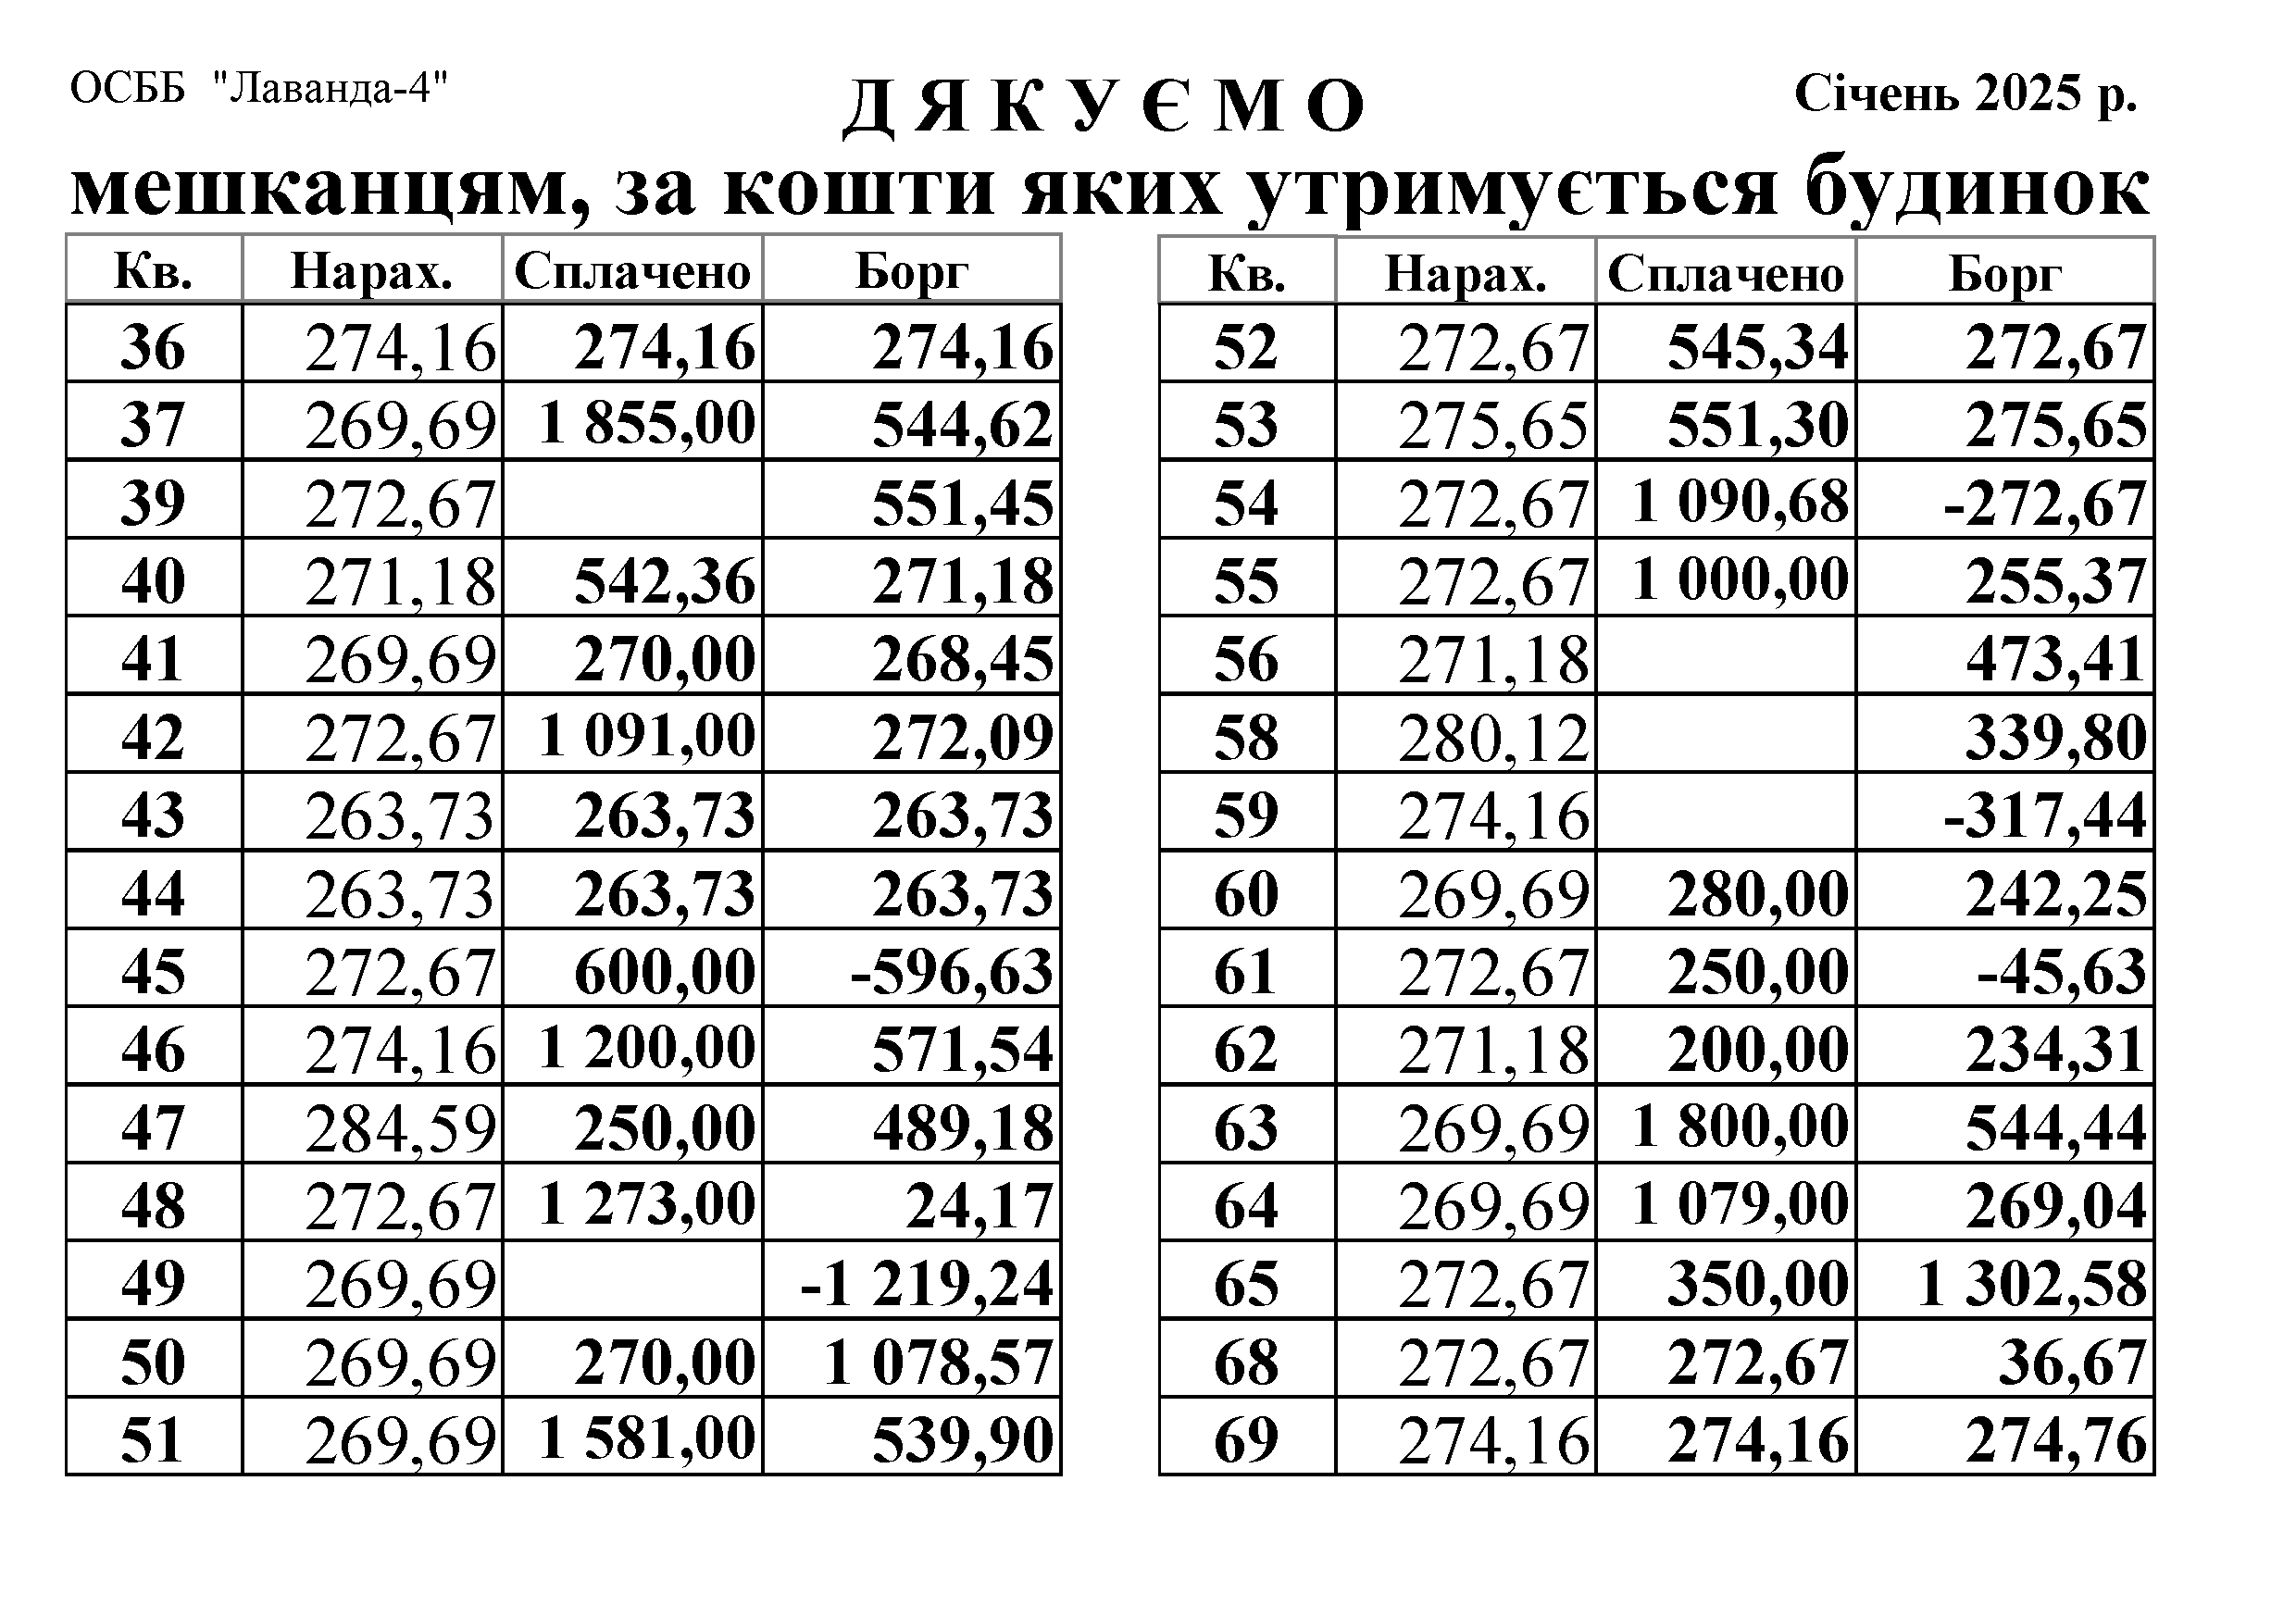 ОСББ "Лаванда-4"
Д Я К У Є М О
Січень 2025 р.
мешканцям, за кошти яких утримується будинок
Кв. Нарах. Сплачено Борг
36 274,16 274,16 274,16
37 269,69 1 855,00 544,62
39 272,67 551,45
40 271,18 542,36 271,18
41 269,69 270,00 268,45
42 272,67 1 091,00 272,09
43 263,73 263,73 263,73
44 263,73 263,73 263,73
45 272,67 600,00 -596,63
46 274,16 1 200,00 571,54
47 284,59 250,00 489,18
48 272,67 1 273,00 24,17
49 269,69 -1 219,24
50 269,69 270,00 1 078,57
51 269,69 1 581,00 539,90
Кв. Нарах. Сплачено Борг
52 272,67 545,34 272,67
53 275,65 551,30 275,65
54 272,67 1 090,68 -272,67
55 272,67 1 000,00 255,37
56 271,18 473,41
58 280,12 339,80
59 274,16 -317,44
60 269,69 280,00 242,25
61 272,67 250,00 -45,63
62 271,18 200,00 234,31
63 269,69 1 800,00 544,44
64 269,69 1 079,00 269,04
65 272,67 350,00 1 302,58
68 272,67 272,67 36,67
69 274,16 274,16 274,76